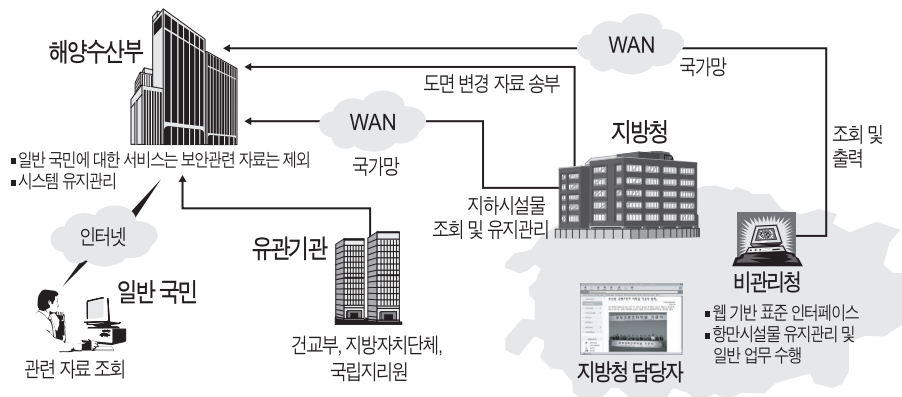 해양수산부
WAN
국가망
도면 변경 자료 송부
WAN
국가망
지방청
조회 및
출력
▪일반 국민에 대한 서비스는 보안관련 자료는 제외
▪시스템 유지관리
지하시설물
조회 및 유지관리
인터넷
유관기관
비관리청
일반 국민
▪웹 기반 표준 인터페이스
▪항만시설물 유지관리 및
일반 업무 수행
건교부, 지방자치단체,
국립지리원
관련 자료 조회
지방청 담당자